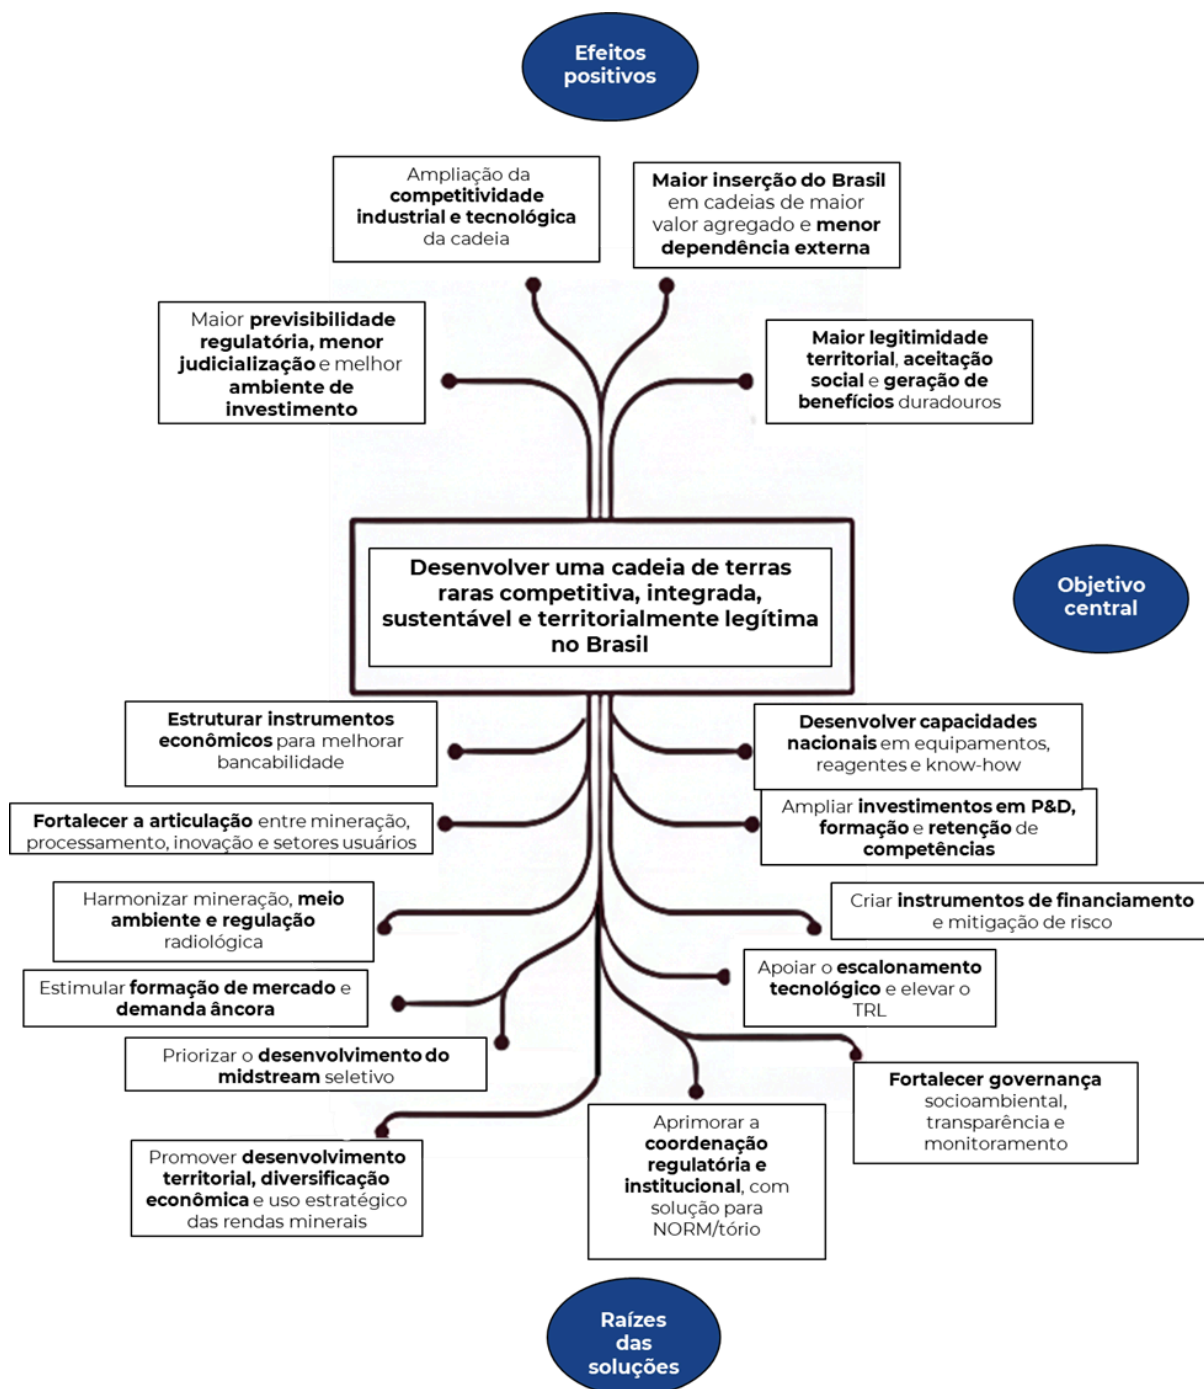 Efeitos
positivos
Ampliação da
competitividade
industrial e tecnológica
da cadeia
Maior inserção do Brasil
em cadeias de maior
valor agregado e menor
dependência externa
Maior previsibilidade
regulatória, menor
judicialização e melhor
ambiente de
investimento
Maior legitimidade
territorial, aceitação
social e geração de
benefícios duradouros
Desenvolver uma cadeia de terras
raras competitiva, integrada,
sustentável e territorialmente legítima
no Brasil
Objetivo
central
Estruturar instrumentos
econômicos para melhorar
bancabilidade
Desenvolver capacidades
nacionais em equipamentos,
reagentes e know-how
Fortalecer a articulação entre mineração,
processamento, inovação e setores usuários
Ampliar investimentos em P&D,
formação e retenção de
competências
Harmonizar mineração, meio
ambiente e regulação
radiológica
Criar instrumentos de financiamento
e mitigação de risco
Estimular formação de mercado e
demanda âncora
Apoiar o escalonamento
tecnológico e elevar o
TRL
Priorizar o desenvolvimento do
midstream seletivo
Fortalecer governança
socioambiental,
transparência e
monitoramento
Promover desenvolvimento
territorial, diversificação
econômica e uso estratégico
das rendas minerais
Aprimorar a
coordenação
regulatória e
institucional, com
solução para
NORM/tório
Raízes
das
soluções